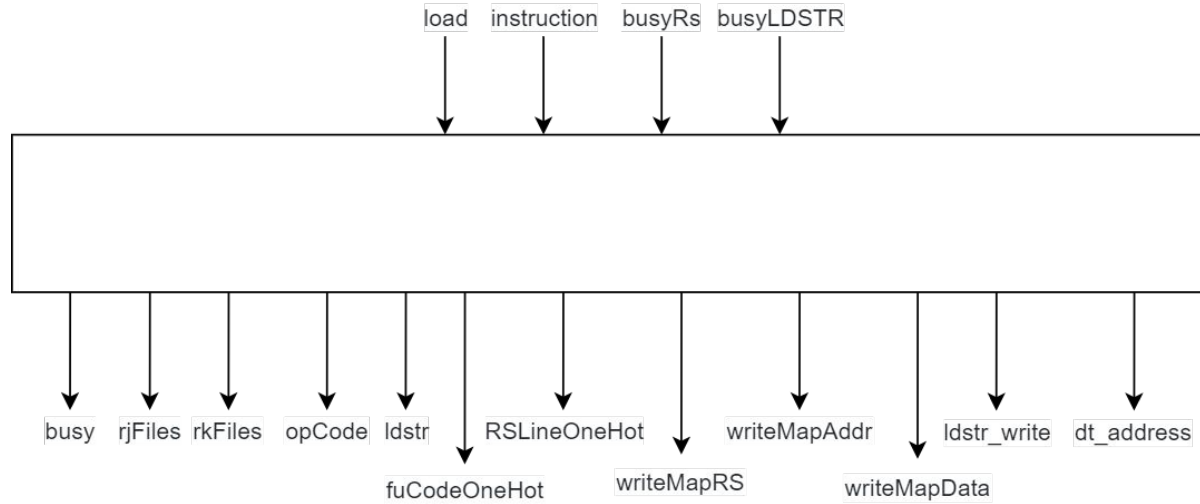 load instruction busyRs busyLDSTR
busy rjFiles rkFiles opCode ldstr RSLineOneHot writeMapAddr ldstr_write dt_address
fuCodeOneHot writeMapRS writeMapData